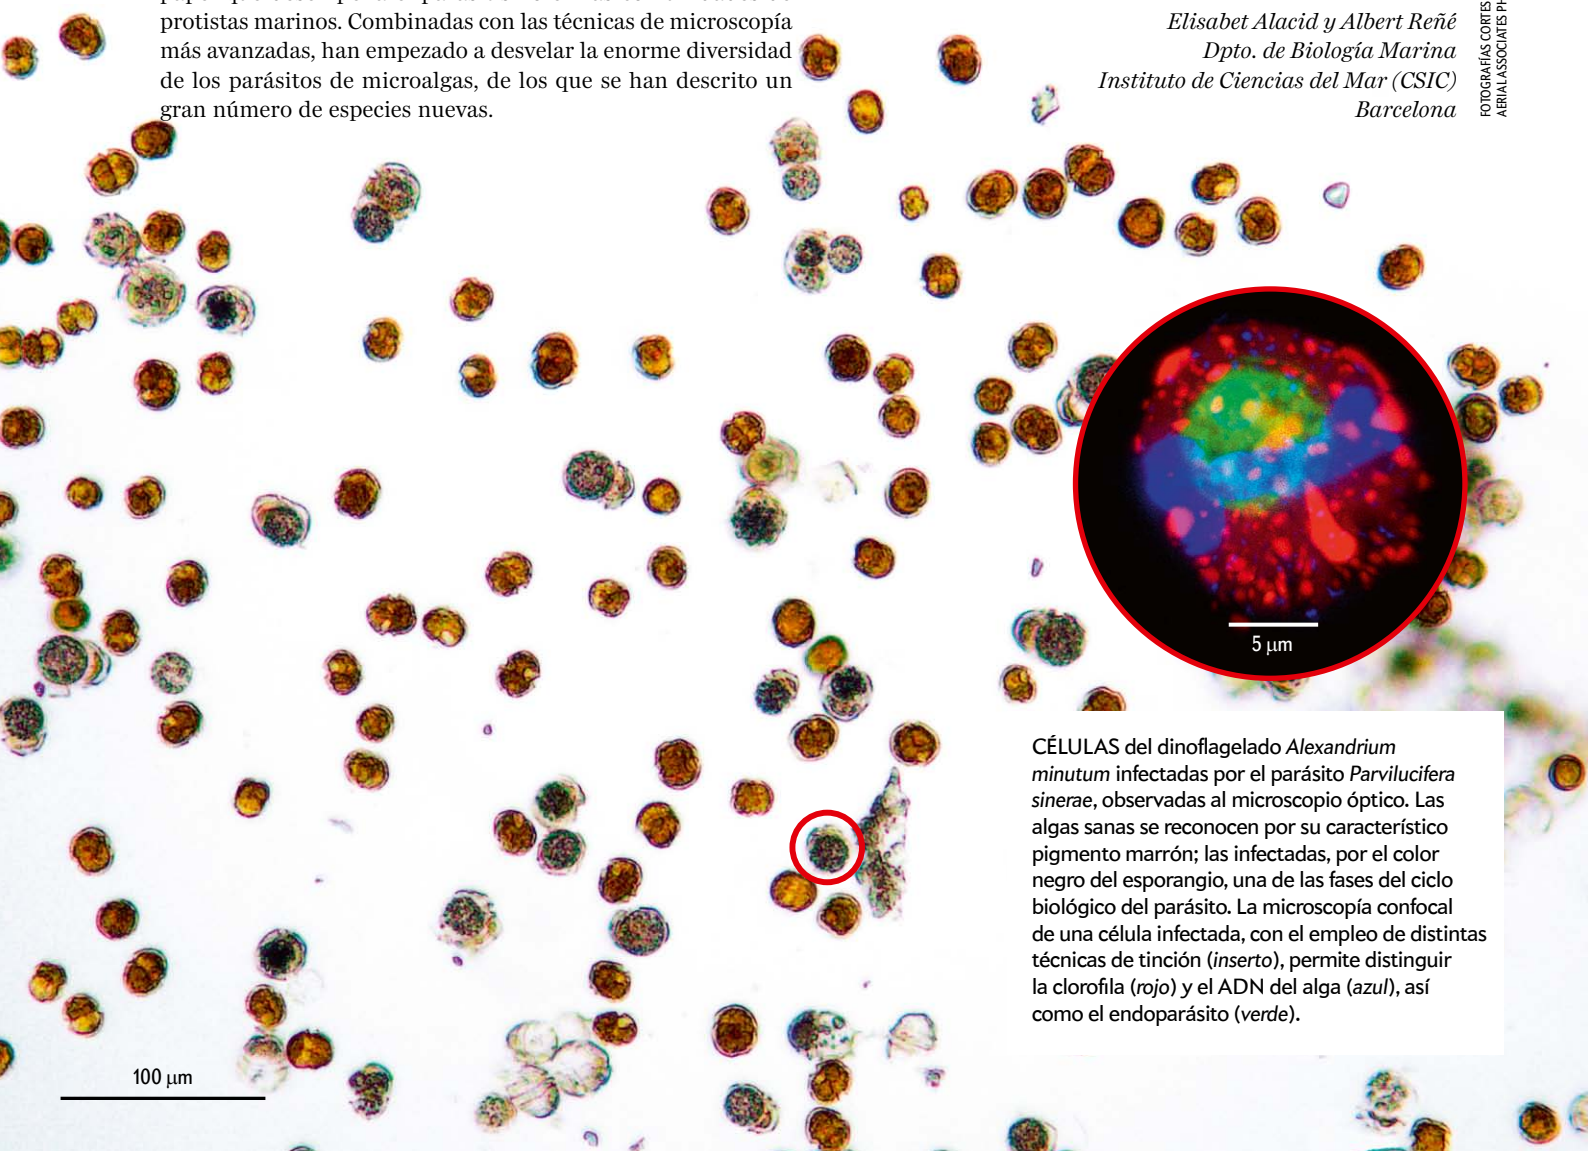 protistas marinos. Combinadas con las técnicas de microscopía
más avanzadas, han empezado a desvelar la enorme diversidad
de los parásitos de microalgas, de los que se han descrito un
gran número de especies nuevas.
Elisabet Alacid y Albert Reñé
Dpto. de Biología Marina
Instituto de Ciencias del Mar (CSIC)
Barcelona
FOTOGRAFÍAS CORTES
AERIAL ASSOCIATES PH
5 µm
CÉLULAS del dinoflagelado Alexandrium
minutum infectadas por el parásito Parvilucifera
sinerae, observadas al microscopio óptico. Las
algas sanas se reconocen por su característico
pigmento marrón; las infectadas, por el color
negro del esporangio, una de las fases del ciclo
biológico del parásito. La microscopía confocal
de una célula infectada, con el empleo de distintas
técnicas de tinción (inserto), permite distinguir
la clorofila (rojo) y el ADN del alga (azul), así
como el endoparásito (verde).
100 µm